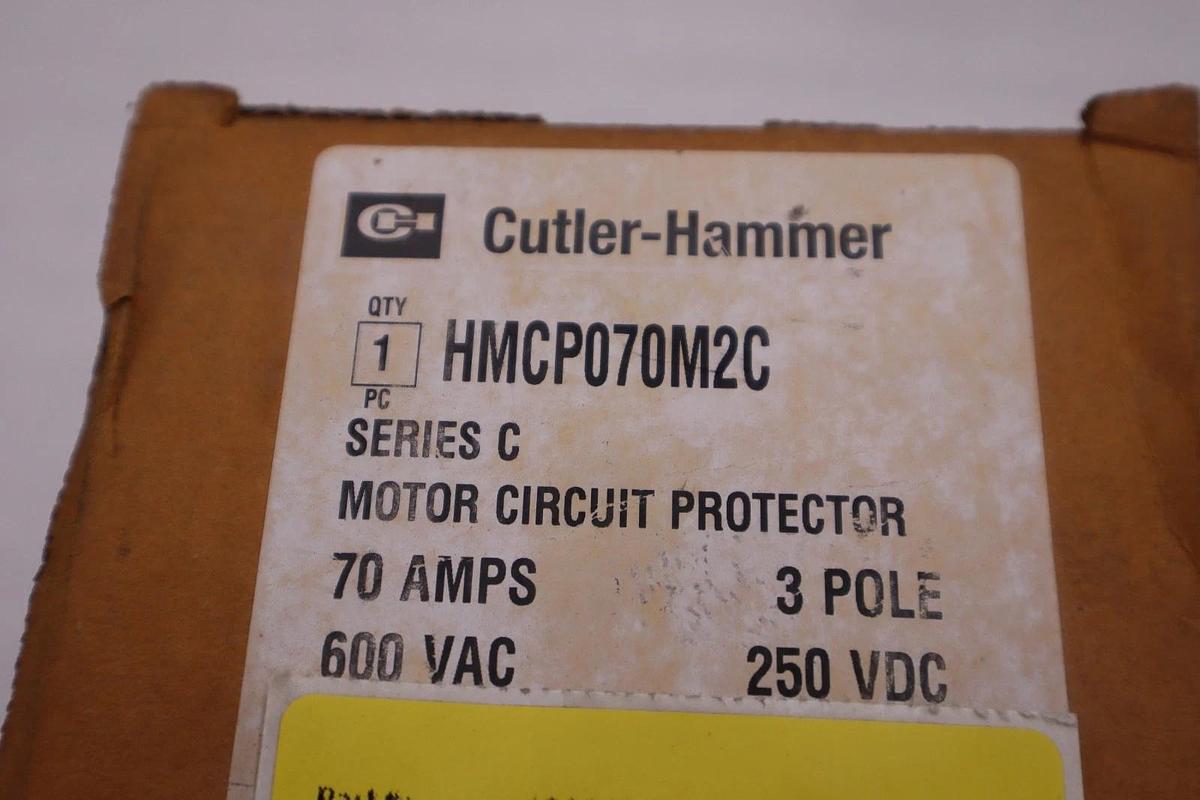 Cutler-Hammer
QTY
1
PC
HMCP070M2C
SERIES C
MOTOR CIRCUIT PROTECTOR
70 AMPS 3 POLE
600 VAC 250 VDC